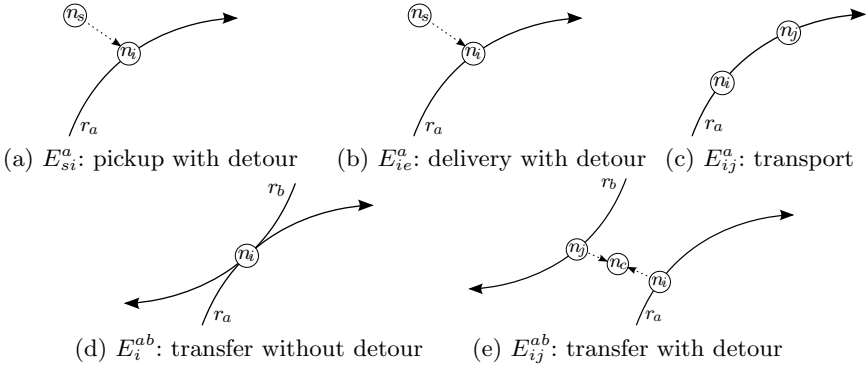 n_s n_i r_a
n_s n_i r_a
n_j n_i r_a
(a) E^a_{si}: pickup with detour
(b) E^a_{ie}: delivery with detour
(c) E^a_{ij}: transport
r_b n_i r_a
r_b n_j n_c n_i r_a
(d) E^{ab}_i: transfer without detour
(e) E^{ab}_{ij}: transfer with detour